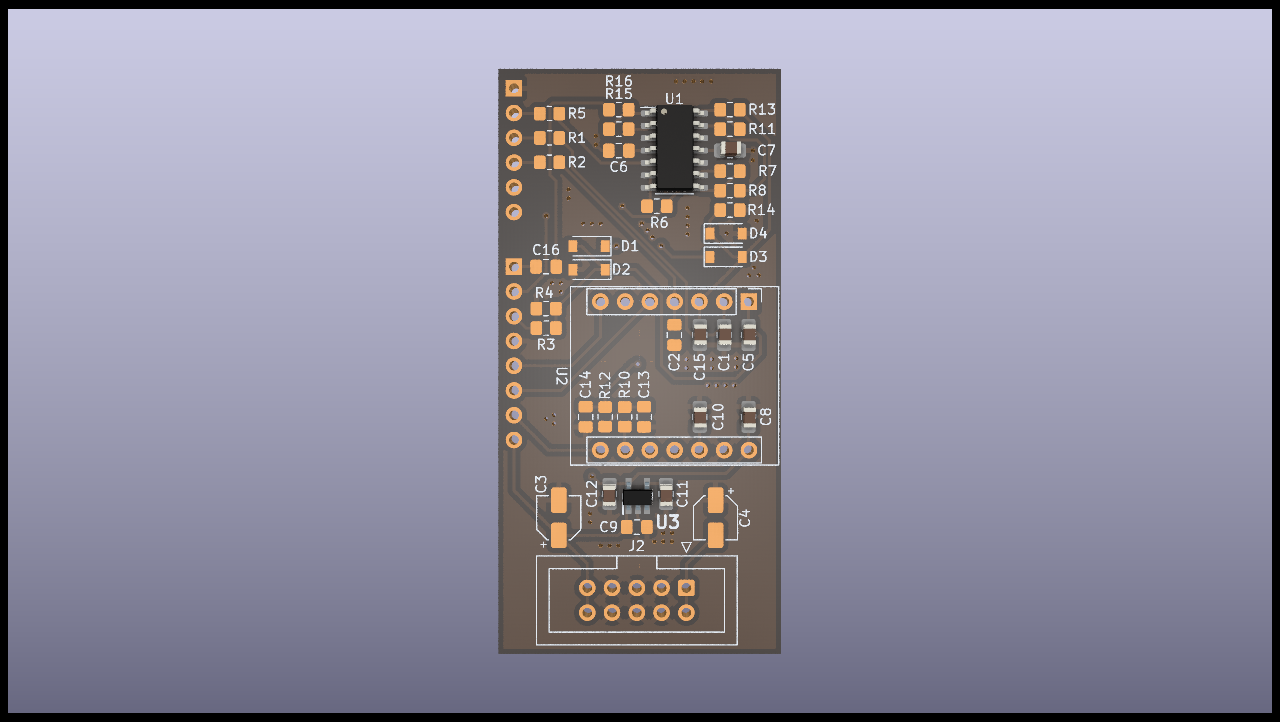 R16
R15
U1
R5
R13
R1
R11
R2
C6
C7
R7
R8
R6
R14
D1
D4
C16
D2
D3
R4
R3
C2
C15
C1
C5
U2
C14
R12
R10
C13
C10
C8
C3
C12
C11
+
C9
U3
C4
+
J2